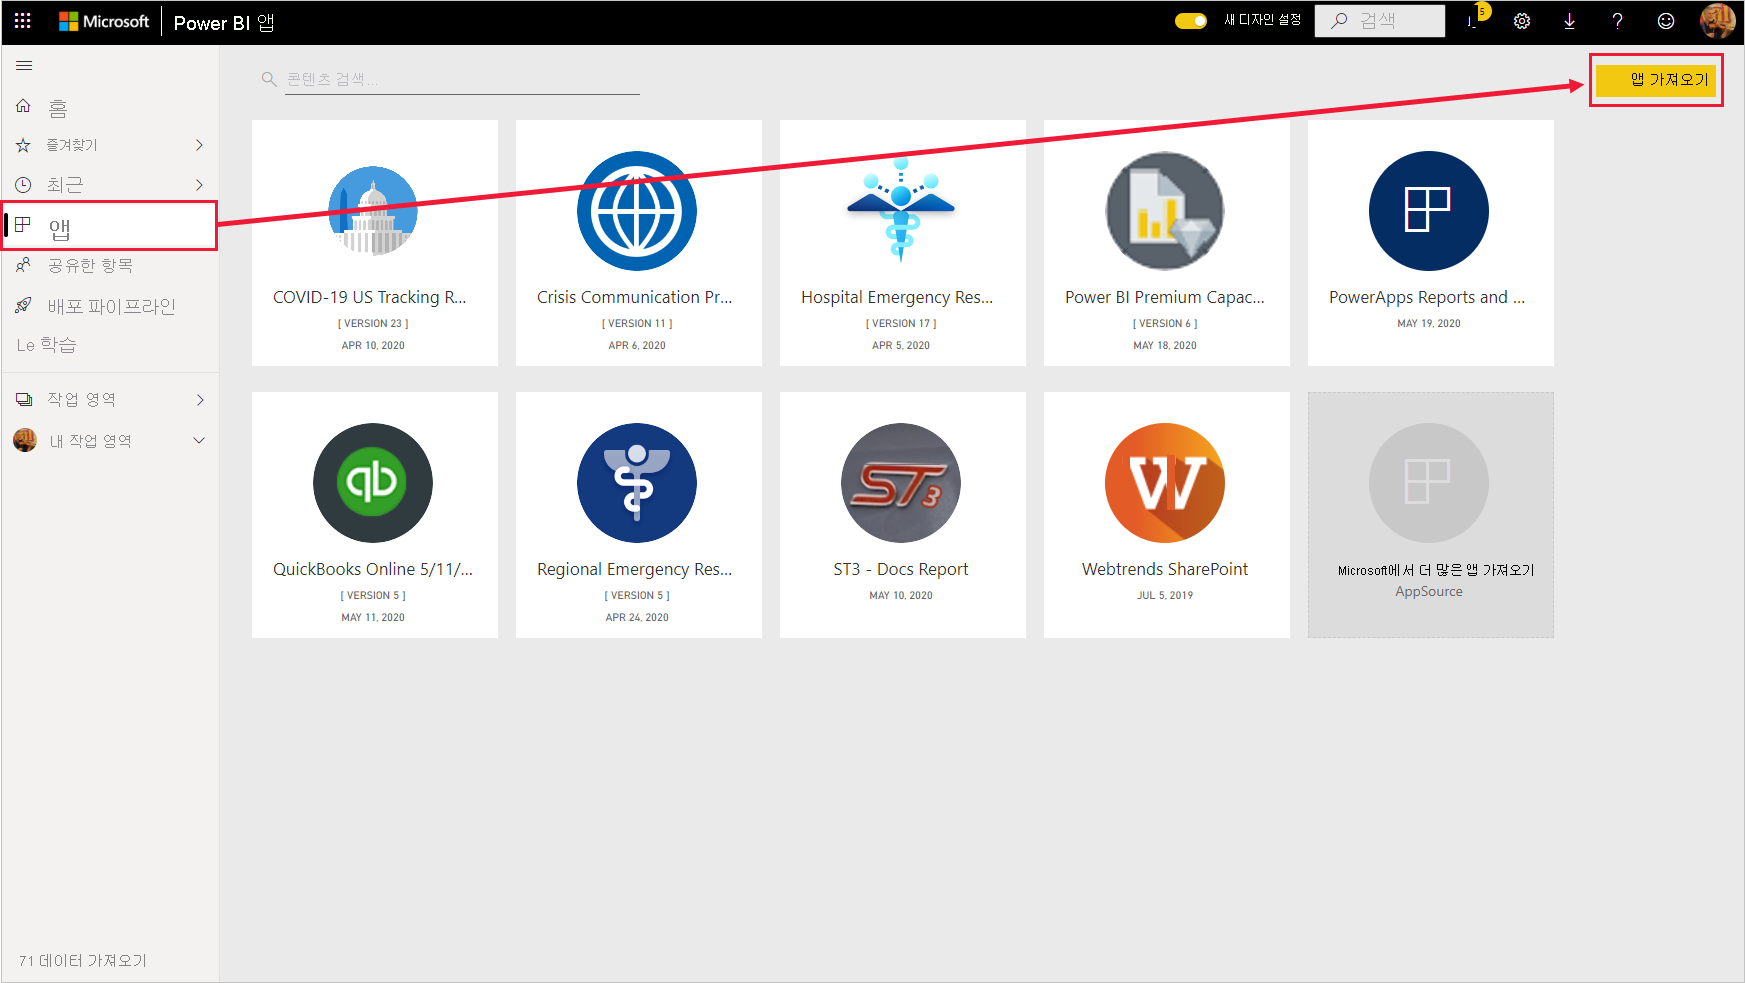 Microsoft
Power BI 앱
새 디자인 설정
검색
5
콘텐츠 검색...
앱 가져오기
홈
즐겨찾기
최근
앱
공유한 항목
배포 파이프라인
Le 학습
작업 영역
내 작업 영역
71 데이터 가져오기
COVID-19 US Tracking R...
[ VERSION 23 ]
APR 10, 2020
Crisis Communication Pr...
[ VERSION 11 ]
APR 6, 2020
Hospital Emergency Res...
[ VERSION 17 ]
APR 5, 2020
Power BI Premium Capac...
[ VERSION 6 ]
MAY 18, 2020
PowerApps Reports and ...
MAY 19, 2020
qb
QuickBooks Online 5/11/...
[ VERSION 5 ]
MAY 11, 2020
Regional Emergency Res...
[ VERSION 5 ]
APR 24, 2020
ST3
ST3 - Docs Report
MAY 10, 2020
W
Webtrends SharePoint
JUL 5, 2019
Microsoft에서 더 많은 앱 가져오기
AppSource